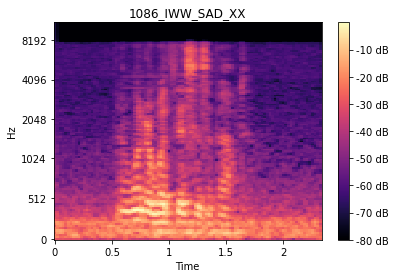 1086_IWW_SAD_XX
8192
4096
2048
1024
512
0
Hz
0
0.5
1
1.5
2
Time
-10 dB
-20 dB
-30 dB
-40 dB
-50 dB
-60 dB
-70 dB
-80 dB